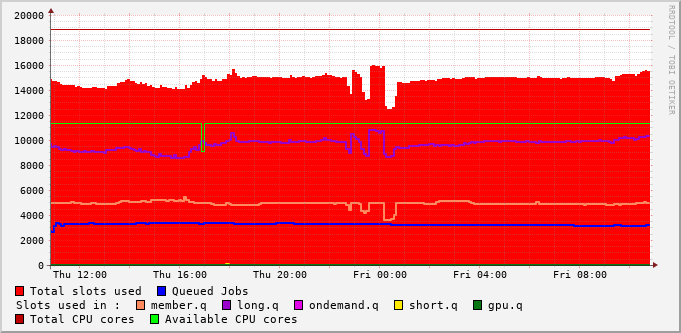 20000
18000
16000
14000
12000
10000
8000
6000
4000
2000
0
Thu 12:00 Thu 16:00 Thu 20:00 Fri 00:00 Fri 04:00 Fri 08:00
Total slots used Queued Jobs
Slots used in : member.q long.q ondemand.q short.q gpu.q
Total CPU cores Available CPU cores
RRDTOOL / TOBI OETIKER